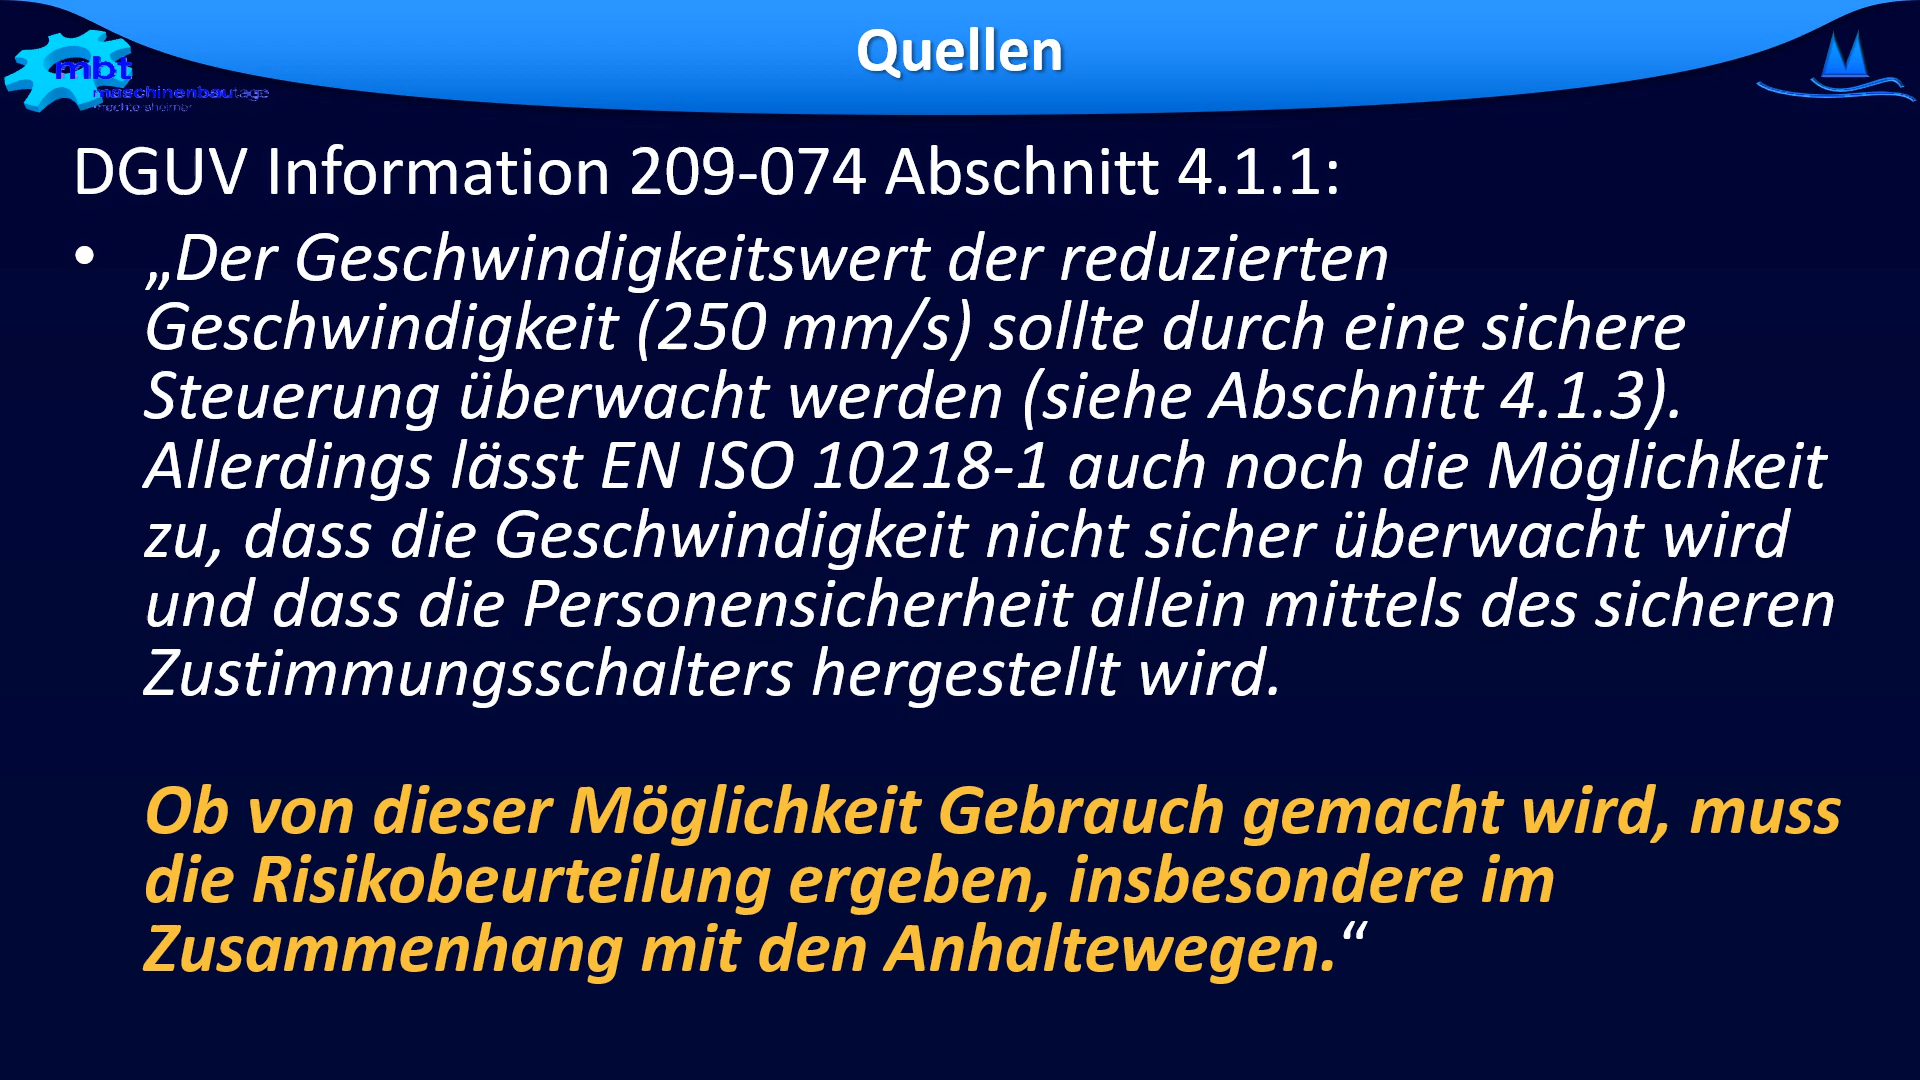 Quellen
mbt
maschinenbautage
mechtersheimer
DGUV Information 209-074 Abschnitt 4.1.1:
• „Der Geschwindigkeitswert der reduzierten
Geschwindigkeit (250 mm/s) sollte durch eine sichere
Steuerung überwacht werden (siehe Abschnitt 4.1.3).
Allerdings lässt EN ISO 10218-1 auch noch die Möglichkeit
zu, dass die Geschwindigkeit nicht sicher überwacht wird
und dass die Personensicherheit allein mittels des sicheren
Zustimmungsschalters hergestellt wird.
Ob von dieser Möglichkeit Gebrauch gemacht wird, muss
die Risikobeurteilung ergeben, insbesondere im
Zusammenhang mit den Anhaltewegen.“